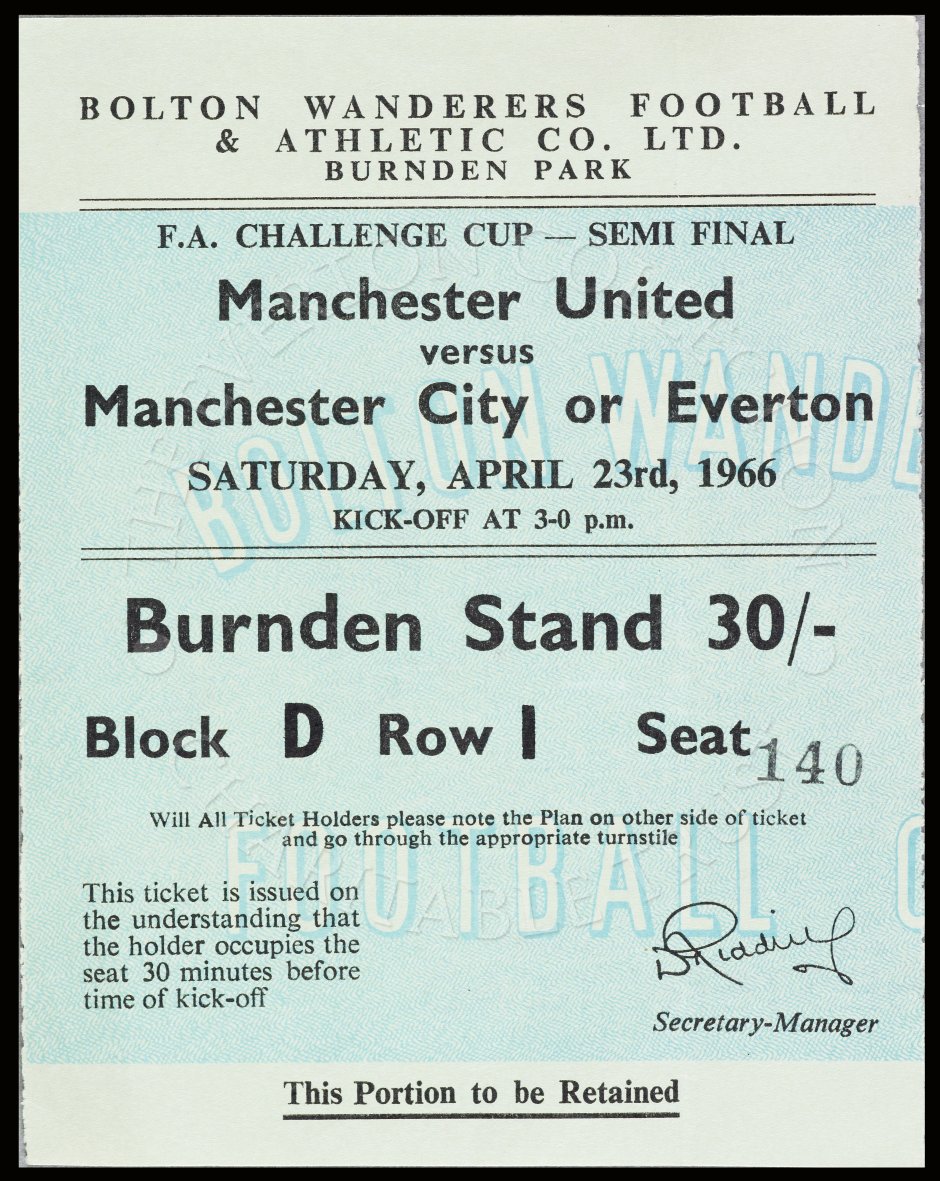 BOLTON WANDERERS FOOTBALL
& ATHLETIC CO. LTD.
BURNDEN PARK
F.A. CHALLENGE CUP — SEMI FINAL
Manchester United
versus
Manchester City or Everton
SATURDAY, APRIL 23rd, 1966
KICK-OFF AT 3-0 p.m.
BOLTON WANDE
Burnden Stand 30/-
Block D Row 1 Seat 140
Will All Ticket Holders please note the Plan on other side of ticket
and go through the appropriate turnstile
FOOTBALL C
This ticket is issued on
the understanding that
the holder occupies the
seat 30 minutes before
time of kick-off
Secretary-Manager
This Portion to be Retained